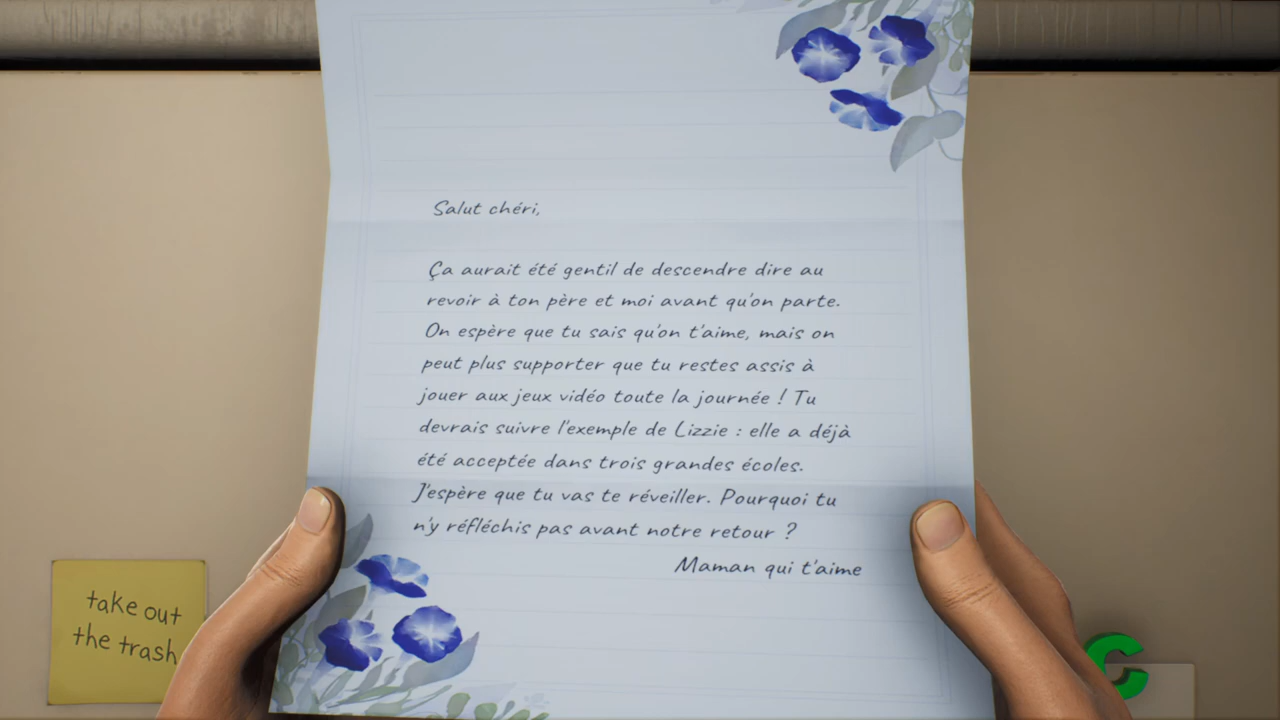 Salut chéri,
Ça aurait été gentil de descendre dire au
revoir à ton père et moi avant qu'on parte.
On espère que tu sais qu'on t'aime, mais on
peut plus supporter que tu restes assis à
jouer aux jeux vidéo toute la journée ! Tu
devrais suivre l'exemple de Lizzie : elle a déjà
été acceptée dans trois grandes écoles.
J'espère que tu vas te réveiller. Pourquoi tu
n'y réfléchis pas avant notre retour ?
Maman qui t'aime
take out
the trash
C